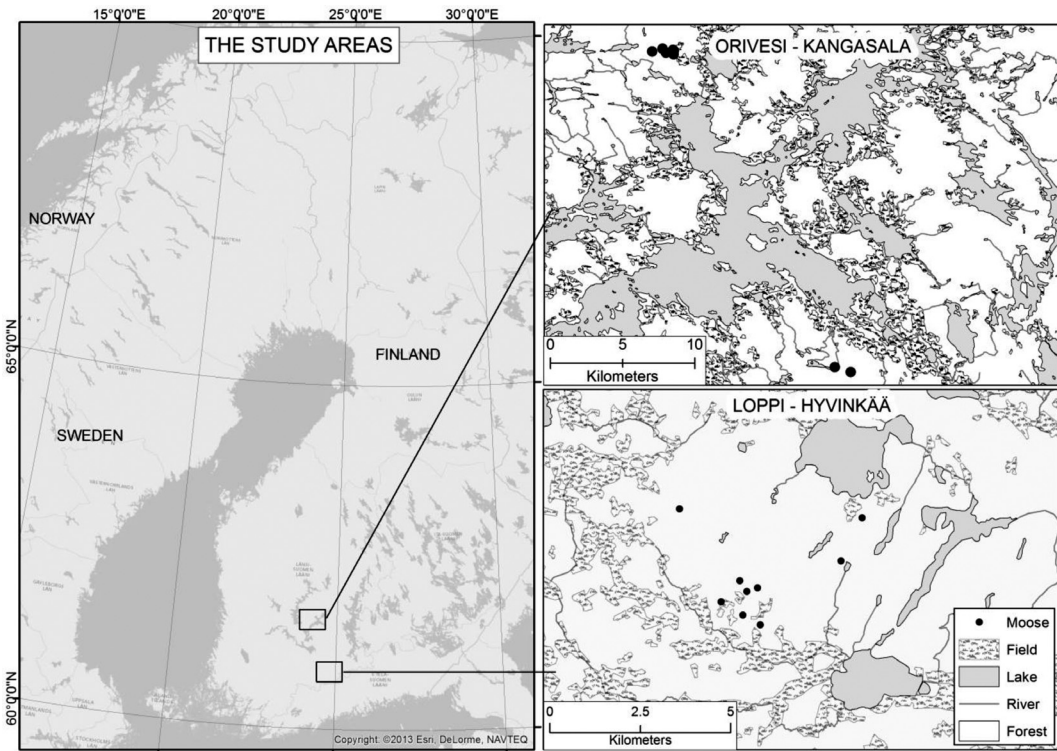 15°0'0"E 20°0'0"E 25°0'0"E 30°0'0"E
THE STUDY AREAS
NORWAY
65°0'0"N
FINLAND
SWEDEN
60°0'0"N
Copyright: ©2013 Esri, DeLorme, NAVTEQ
ORIVESI - KANGASALA
0 5 10
Kilometers
LOPPI - HYVINKÄÄ
0 2.5 5
Kilometers
Moose
Field
Lake
River
Forest